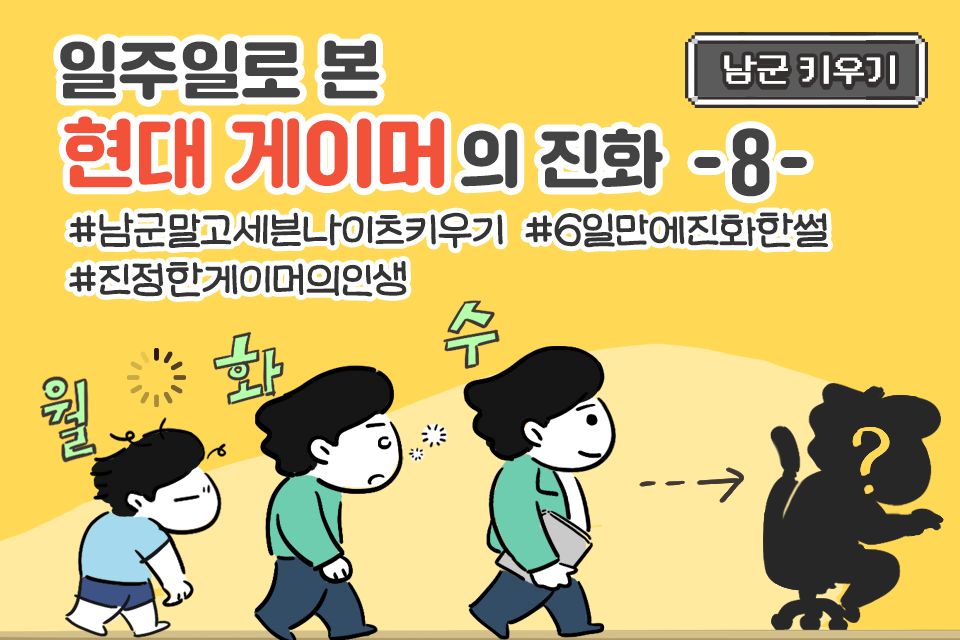 일주일로 본
남군 키우기
현대 게이머의 진화 -8-
#남군말고세븐나이츠키우기 #6일만에진화한썰
#진정한게이머의인생
월
화
수
?